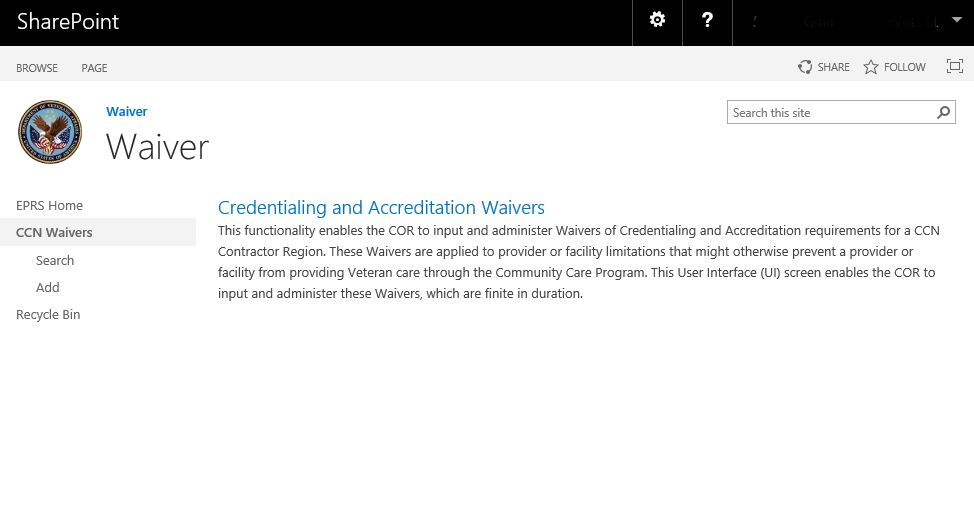 SharePoint
?
BROWSE PAGE
SHARE FOLLOW
Waiver
Search this site
Waiver
EPRS Home
CCN Waivers
Search
Add
Recycle Bin
Credentialing and Accreditation Waivers
This functionality enables the COR to input and administer Waivers of Credentialing and Accreditation requirements for a CCN
Contractor Region. These Waivers are applied to provider or facility limitations that might otherwise prevent a provider or
facility from providing Veteran care through the Community Care Program. This User Interface (UI) screen enables the COR to
input and administer these Waivers, which are finite in duration.